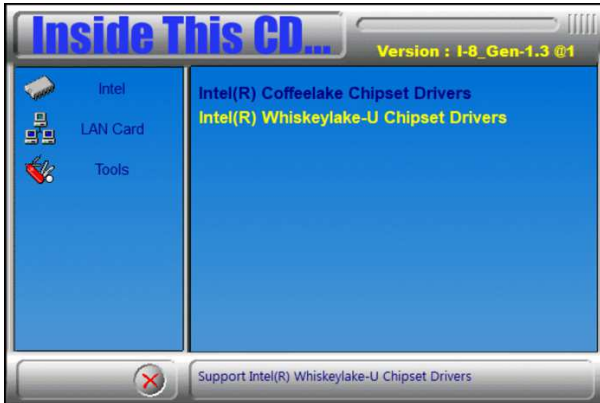 Inside This CD...
Version : I-8_Gen-1.3 @1
Intel
LAN Card
Tools
Intel(R) Coffeelake Chipset Drivers
Intel(R) Whiskeylake-U Chipset Drivers
Support Intel(R) Whiskeylake-U Chipset Drivers